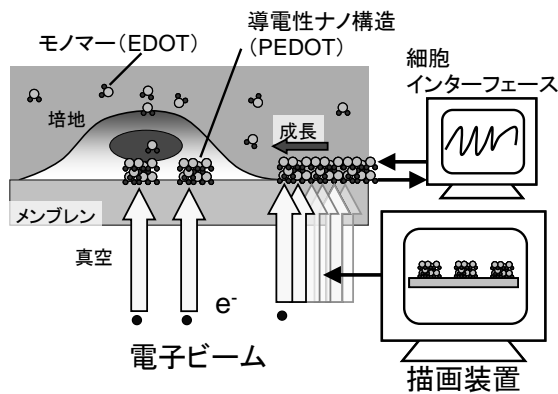 モノマー(EDOT)
導電性ナノ構造
(PEDOT)
細胞
インターフェース
培地
成長
メンブレン
真空
e-
電子ビーム
描画装置